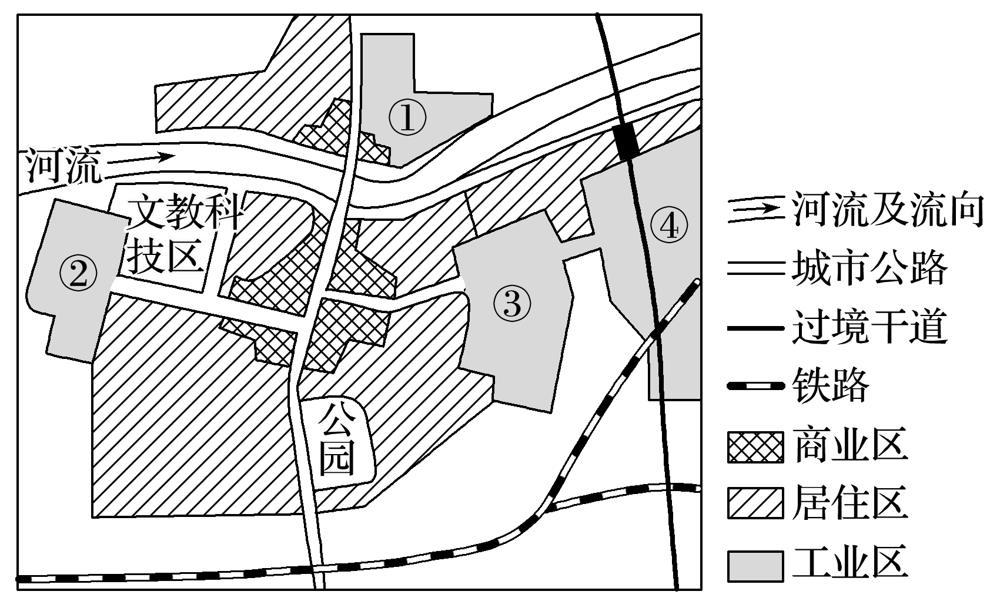 ①
河流
文教科
技区
②
③
④
公
园
河流及流向
城市公路
过境干道
铁路
商业区
居住区
工业区